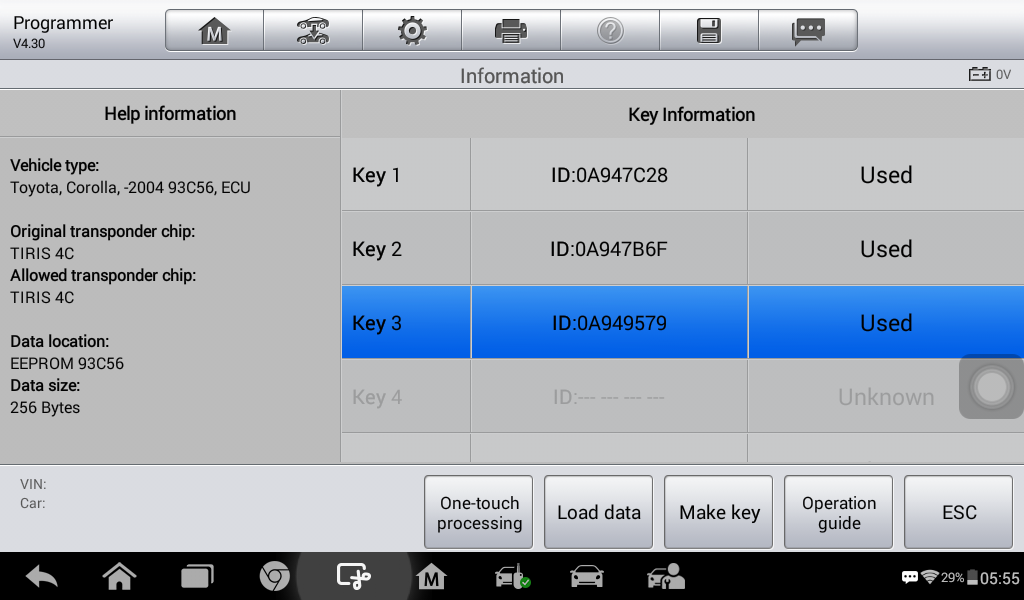 Programmer
V4.30
M
?
Information
0V
Help information
Key Information
Vehicle type:
Toyota, Corolla, -2004 93C56, ECU
Original transponder chip:
TIRIS 4C
Allowed transponder chip:
TIRIS 4C
Data location:
EEPROM 93C56
Data size:
256 Bytes
Key 1 ID:0A947C28 Used
Key 2 ID:0A947B6F Used
Key 3 ID:0A949579 Used
Key 4 ID:--- --- --- --- Unknown
VIN:
Car:
One-touch
processing
Load data
Make key
Operation
guide
ESC
M
29%
05:55